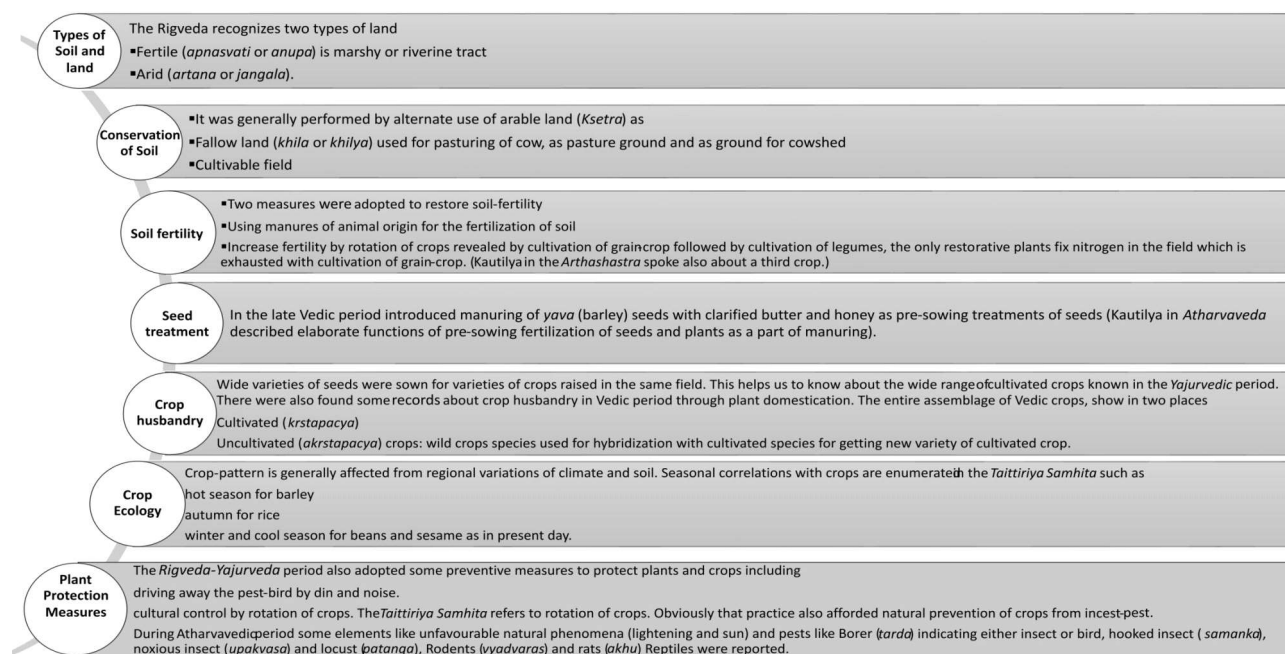 Types of
Soil and
land
The Rigveda recognizes two types of land
▪Fertile (apnasvati or anupa) is marshy or riverine tract
▪Arid (artana or jangala).
Conservation
of Soil
▪It was generally performed by alternate use of arable land (Ksetra) as
▪Fallow land (khila or khilya) used for pasturing of cow, as pasture ground and as ground for cowshed
▪Cultivable field
Soil fertility
▪Two measures were adopted to restore soil-fertility
▪Using manures of animal origin for the fertilization of soil
▪Increase fertility by rotation of crops revealed by cultivation of grain-crop followed by cultivation of legumes, the only restorative plants fix nitrogen in the field which is
exhausted with cultivation of grain-crop. (Kautilya in the Arthashastra spoke also about a third crop.)
Seed
treatment
In the late Vedic period introduced manuring of yava (barley) seeds with clarified butter and honey as pre-sowing treatments of seeds (Kautilya in Atharvaveda
described elaborate functions of pre-sowing fertilization of seeds and plants as a part of manuring).
Crop
husbandry
Wide varieties of seeds were sown for varieties of crops raised in the same field. This helps us to know about the wide range of cultivated crops known in the Yajurvedic period.
There were also found some records about crop husbandry in Vedic period through plant domestication. The entire assemblage of Vedic crops, show in two places
Cultivated (krstapacya)
Uncultivated (akrstapacya) crops: wild crops species used for hybridization with cultivated species for getting new variety of cultivated crop.
Crop
Ecology
Crop-pattern is generally affected from regional variations of climate and soil. Seasonal correlations with crops are enumerated in the Taittiriya Samhita such as
hot season for barley
autumn for rice
winter and cool season for beans and sesame as in present day.
Plant
Protection
Measures
The Rigveda-Yajurveda period also adopted some preventive measures to protect plants and crops including
driving away the pest-bird by din and noise.
cultural control by rotation of crops. The Taittiriya Samhita refers to rotation of crops. Obviously that practice also afforded natural prevention of crops from incest-pest.
During Atharvavedic period some elements like unfavourable natural phenomena (lightening and sun) and pests like Borer (tarda) indicating either insect or bird, hooked insect ( samanka),
noxious insect (upakvasa) and locust (patanga), Rodents (vyadvaras) and rats (akhu) Reptiles were reported.